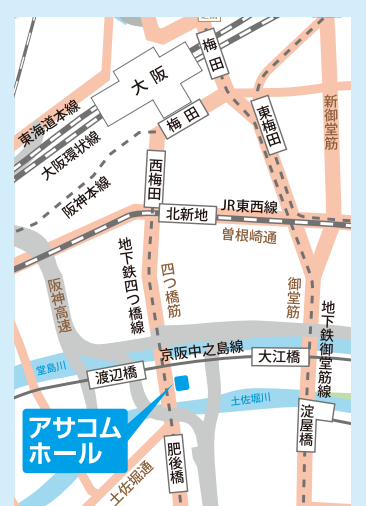 梅田
大阪
東海道本線
梅田
東梅田
新御堂筋
大阪環状線
阪神本線
西梅田
北新地
JR東西線
曽根崎通
地下鉄四つ橋線
四つ橋筋
阪神高速
御堂筋
地下鉄御堂筋線
京阪中之島線
大江橋
堂島川
渡辺橋
土佐堀川
淀屋橋
アサコム
ホール
肥後橋
土佐堀通